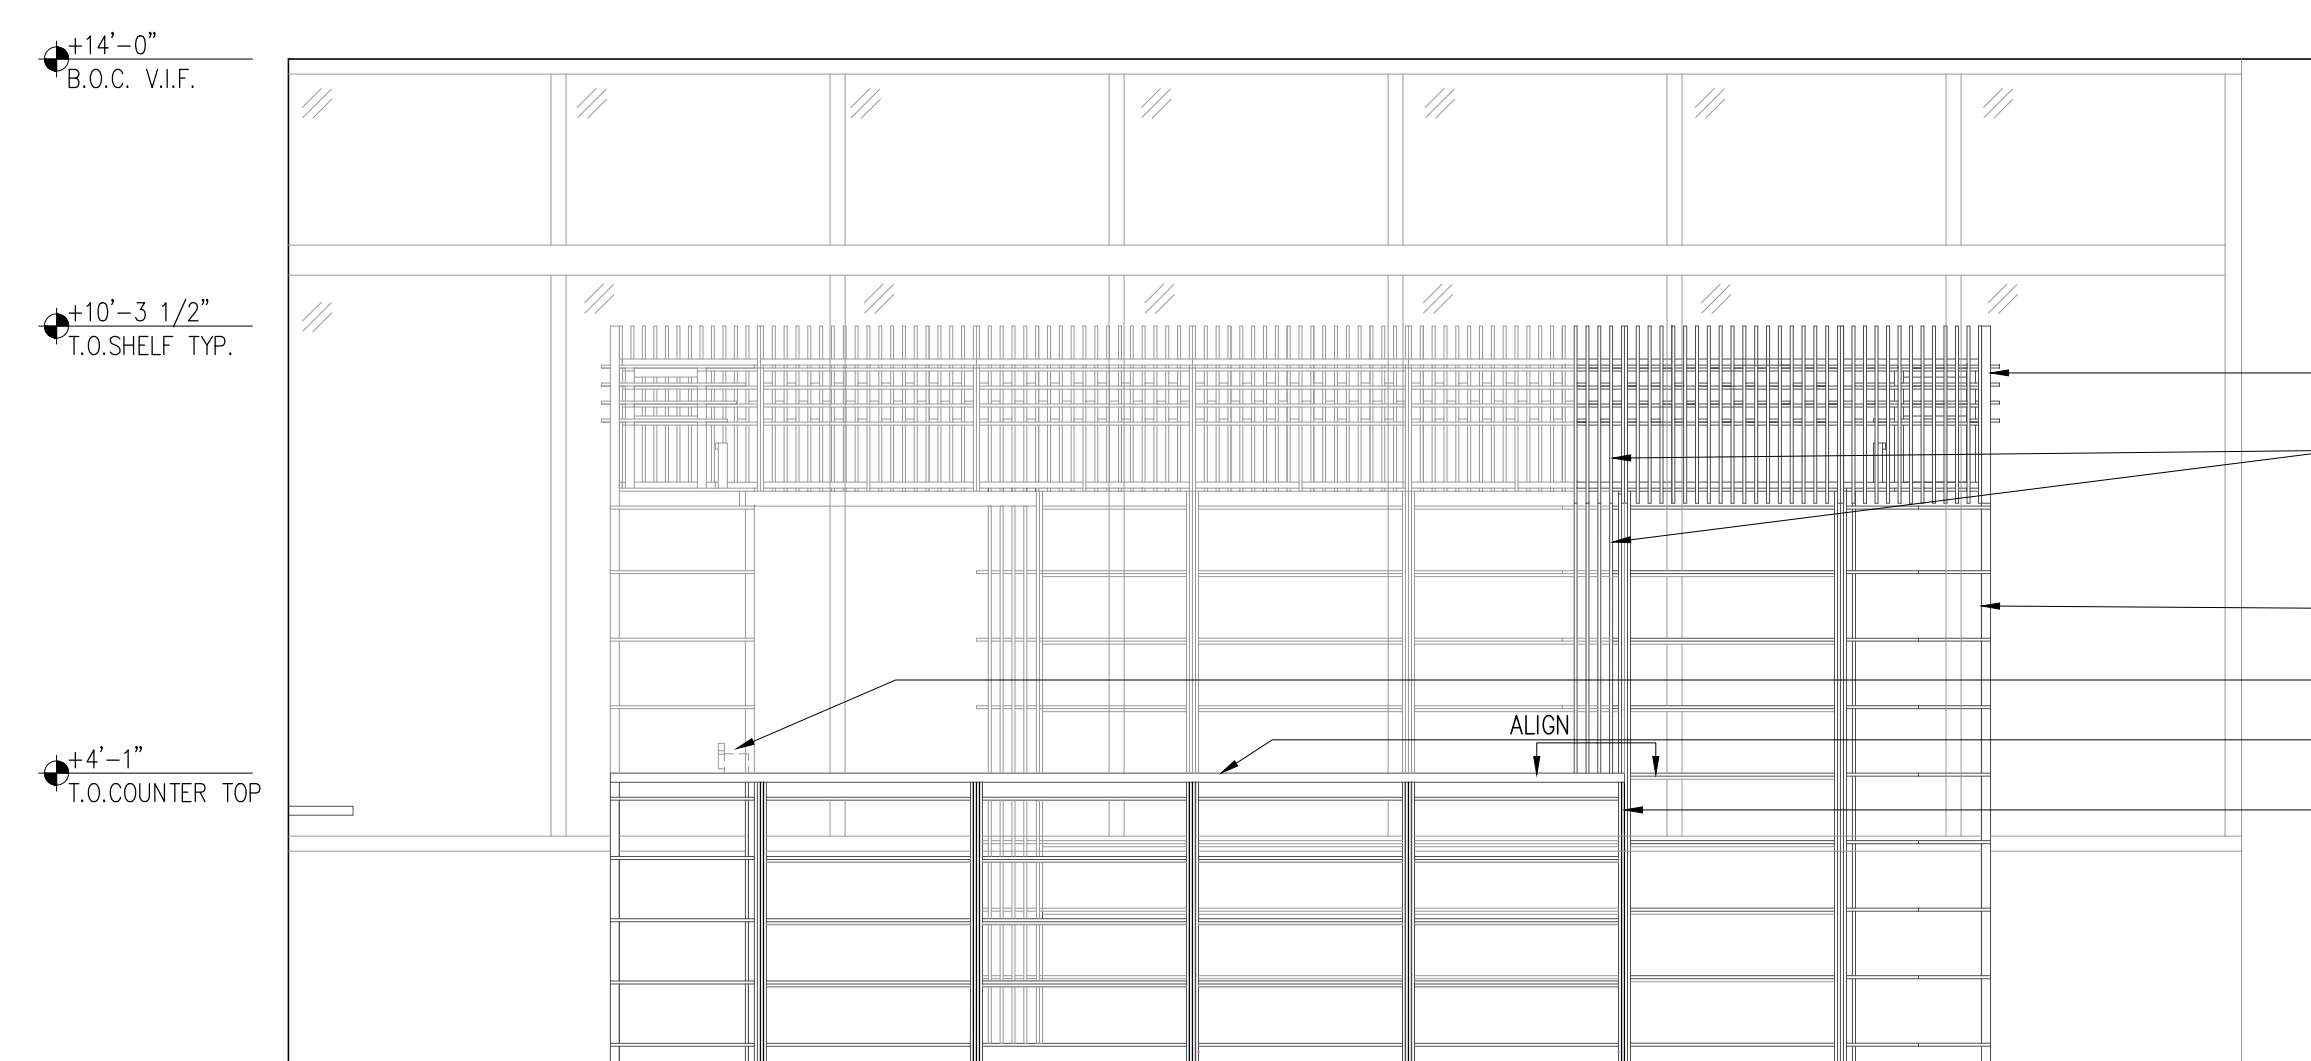 +14'-0"
B.O.C. V.I.F.
+10'-3 1/2"
T.O.SHELF TYP.
ALIGN
+4'-1"
T.O.COUNTER TOP